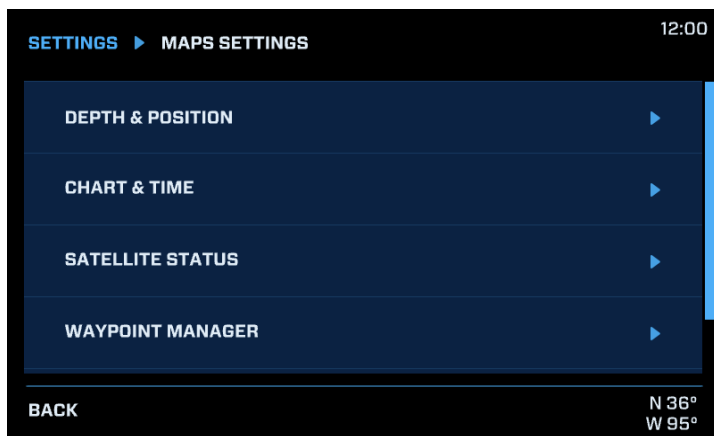 SETTINGS ▶ MAPS SETTINGS
12:00
DEPTH & POSITION
CHART & TIME
SATELLITE STATUS
WAYPOINT MANAGER
BACK
N 36°
W 95°